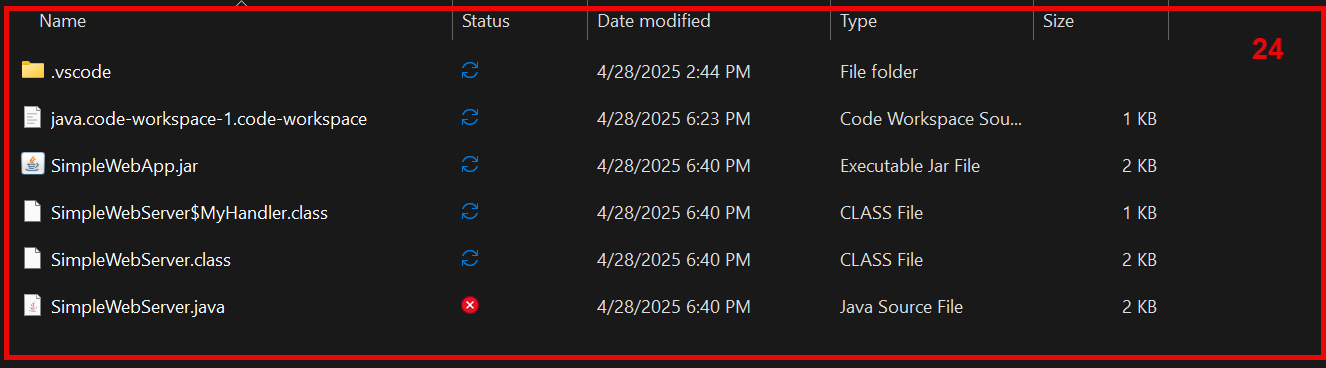 Name Status Date modified Type Size
24
.vscode 4/28/2025 2:44 PM File folder
java.code-workspace-1.code-workspace 4/28/2025 6:23 PM Code Workspace Sou... 1 KB
SimpleWebApp.jar 4/28/2025 6:40 PM Executable Jar File 2 KB
SimpleWebServer$MyHandler.class 4/28/2025 6:40 PM CLASS File 1 KB
SimpleWebServer.class 4/28/2025 6:40 PM CLASS File 2 KB
SimpleWebServer.java 4/28/2025 6:40 PM Java Source File 2 KB